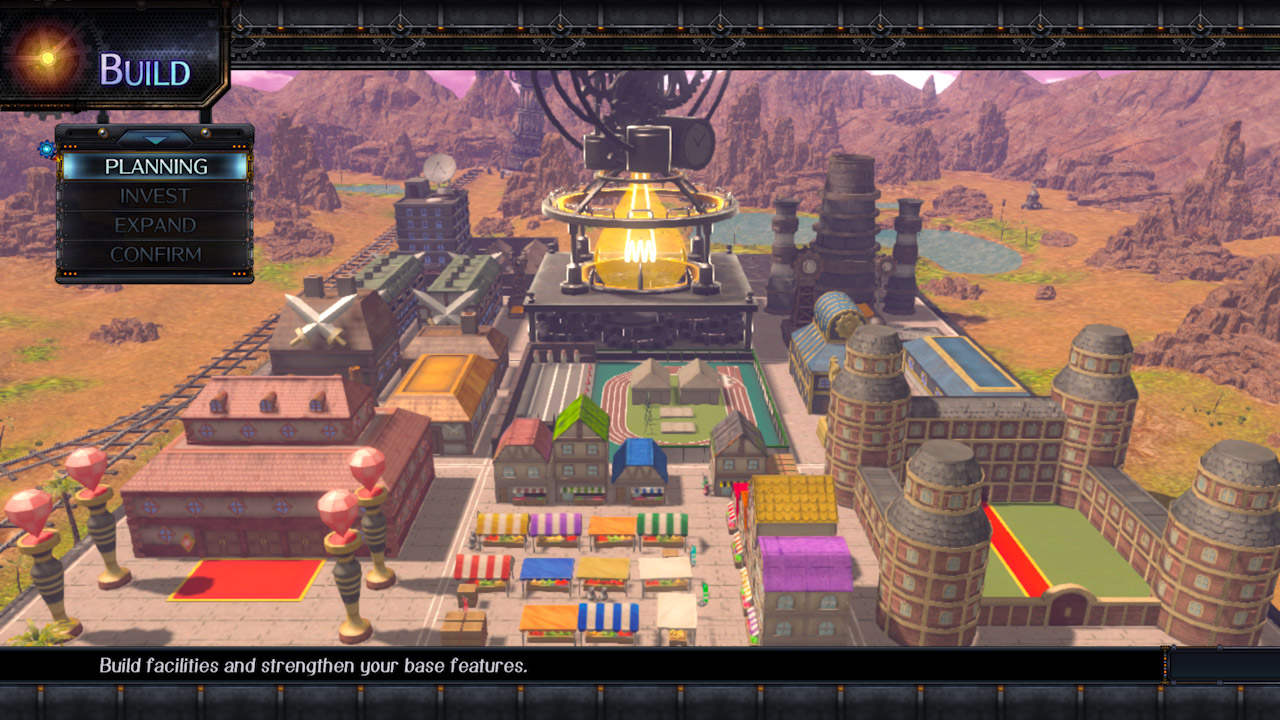 BUILD
PLANNING
INVEST
EXPAND
CONFIRM
Build facilities and strengthen your base features.